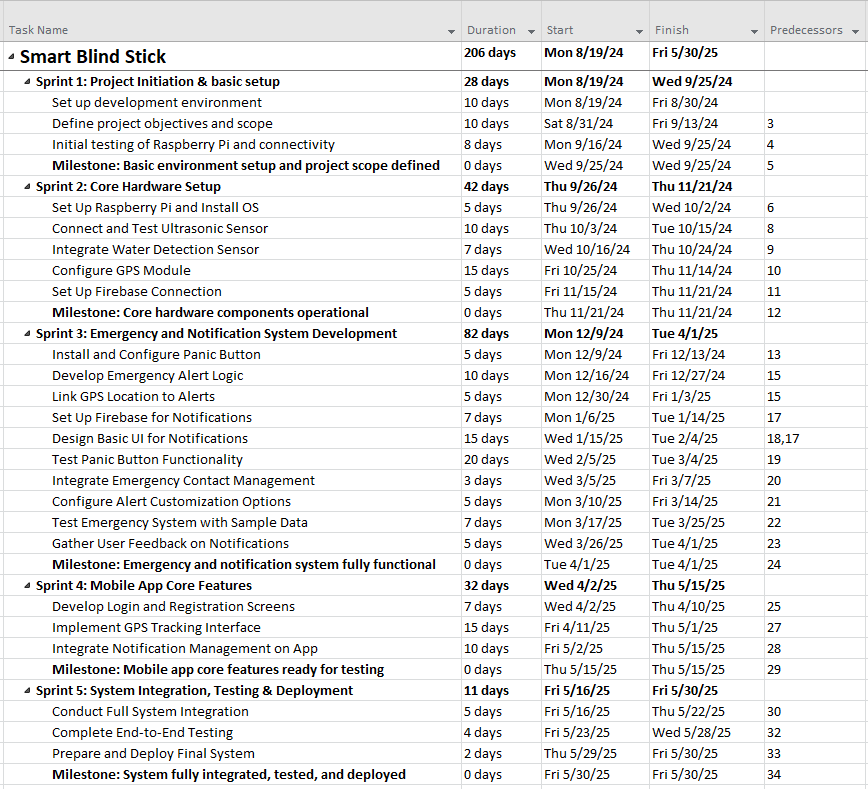 Task Name Duration Start Finish Predecessors
Smart Blind Stick 206 days Mon 8/19/24 Fri 5/30/25
Sprint 1: Project Initiation & basic setup 28 days Mon 8/19/24 Wed 9/25/24
Set up development environment 10 days Mon 8/19/24 Fri 8/30/24
Define project objectives and scope 10 days Sat 8/31/24 Fri 9/13/24 3
Initial testing of Raspberry Pi and connectivity 8 days Mon 9/16/24 Wed 9/25/24 4
Milestone: Basic environment setup and project scope defined 0 days Wed 9/25/24 Wed 9/25/24 5
Sprint 2: Core Hardware Setup 42 days Thu 9/26/24 Thu 11/21/24
Set Up Raspberry Pi and Install OS 5 days Thu 9/26/24 Wed 10/2/24 6
Connect and Test Ultrasonic Sensor 10 days Thu 10/3/24 Tue 10/15/24 8
Integrate Water Detection Sensor 7 days Wed 10/16/24 Thu 10/24/24 9
Configure GPS Module 15 days Fri 10/25/24 Thu 11/14/24 10
Set Up Firebase Connection 5 days Fri 11/15/24 Thu 11/21/24 11
Milestone: Core hardware components operational 0 days Thu 11/21/24 Thu 11/21/24 12
Sprint 3: Emergency and Notification System Development 82 days Mon 12/9/24 Tue 4/1/25
Install and Configure Panic Button 5 days Mon 12/9/24 Fri 12/13/24 13
Develop Emergency Alert Logic 10 days Mon 12/16/24 Fri 12/27/24 15
Link GPS Location to Alerts 5 days Mon 12/30/24 Fri 1/3/25 15
Set Up Firebase for Notifications 7 days Mon 1/6/25 Tue 1/14/25 17
Design Basic UI for Notifications 15 days Wed 1/15/25 Tue 2/4/25 18,17
Test Panic Button Functionality 20 days Wed 2/5/25 Tue 3/4/25 19
Integrate Emergency Contact Management 3 days Wed 3/5/25 Fri 3/7/25 20
Configure Alert Customization Options 5 days Mon 3/10/25 Fri 3/14/25 21
Test Emergency System with Sample Data 7 days Mon 3/17/25 Tue 3/25/25 22
Gather User Feedback on Notifications 5 days Wed 3/26/25 Tue 4/1/25 23
Milestone: Emergency and notification system fully functional 0 days Tue 4/1/25 Tue 4/1/25 24
Sprint 4: Mobile App Core Features 32 days Wed 4/2/25 Thu 5/15/25
Develop Login and Registration Screens 7 days Wed 4/2/25 Thu 4/10/25 25
Implement GPS Tracking Interface 15 days Fri 4/11/25 Thu 5/1/25 27
Integrate Notification Management on App 10 days Fri 5/2/25 Thu 5/15/25 28
Milestone: Mobile app core features ready for testing 0 days Thu 5/15/25 Thu 5/15/25 29
Sprint 5: System Integration, Testing & Deployment 11 days Fri 5/16/25 Fri 5/30/25
Conduct Full System Integration 5 days Fri 5/16/25 Thu 5/22/25 30
Complete End-to-End Testing 4 days Fri 5/23/25 Wed 5/28/25 32
Prepare and Deploy Final System 2 days Thu 5/29/25 Fri 5/30/25 33
Milestone: System fully integrated, tested, and deployed 0 days Fri 5/30/25 Fri 5/30/25 34